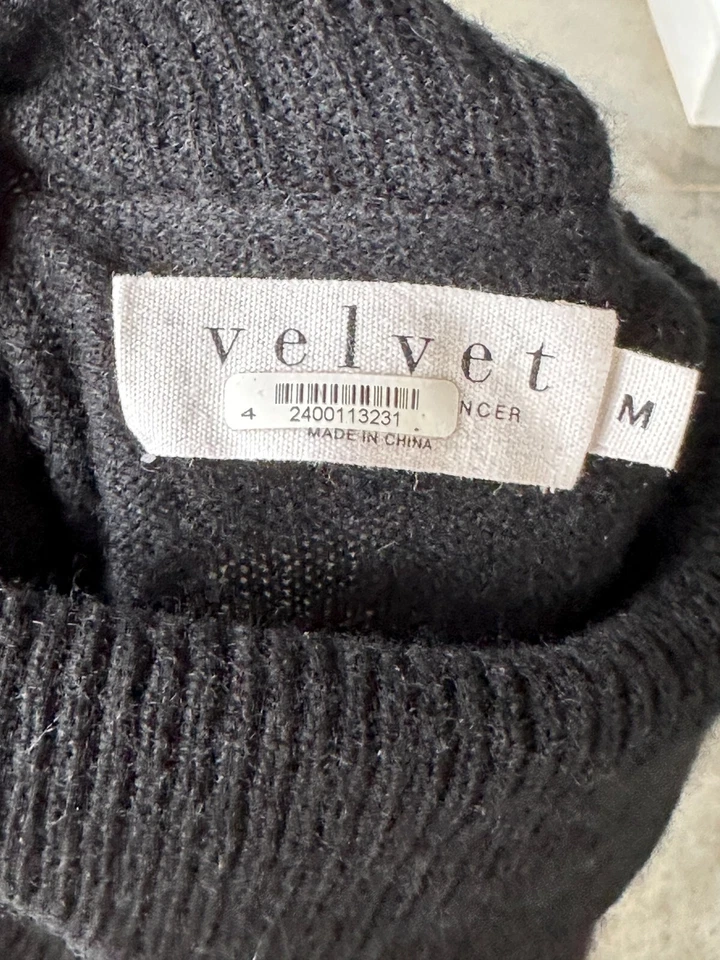 velvet
NCER
4 2400113231
MADE IN CHINA
M